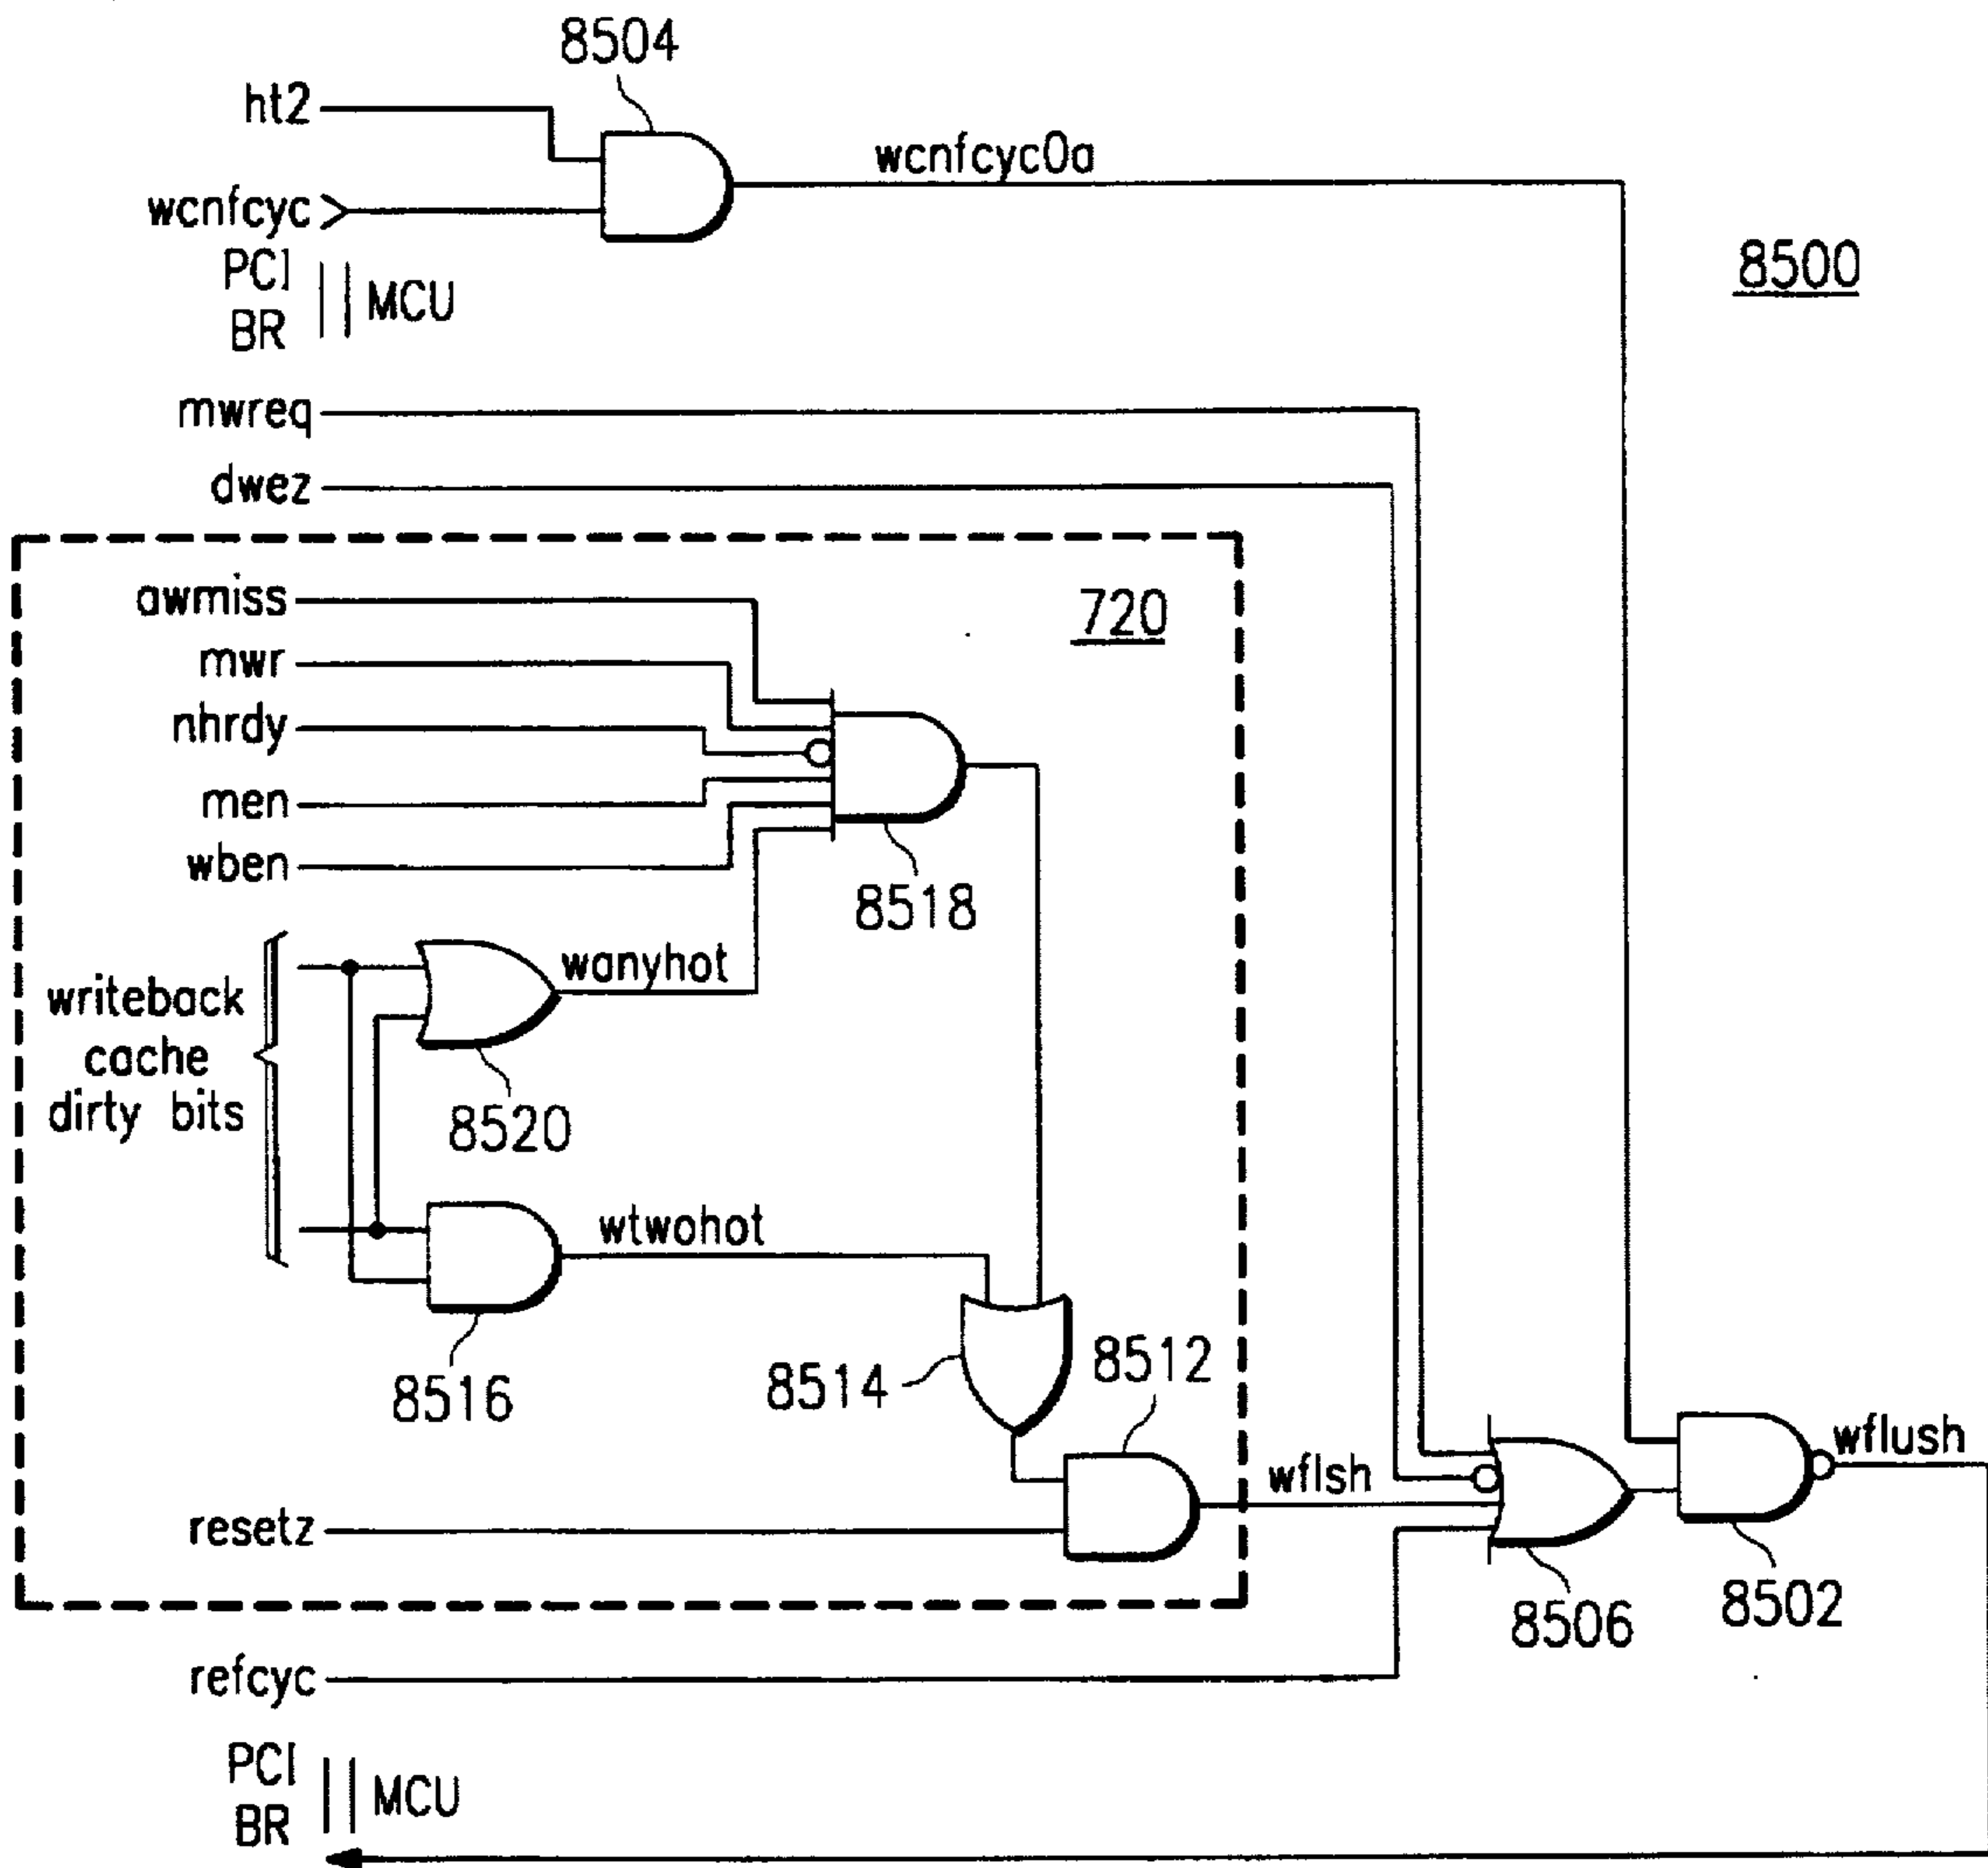 8504
ht2
wcnfcyc0a
wcnfcyc
PCI
BR
MCU
8500
mwreq
dwez
awmiss
720
mwr
nhrdy
men
wben
8518
wanyhot
writeback
cache
dirty bits
8520
wtwohot
8516
8514
8512
wflush
wflsh
resetz
8506
8502
refcyc
PCI
BR
MCU